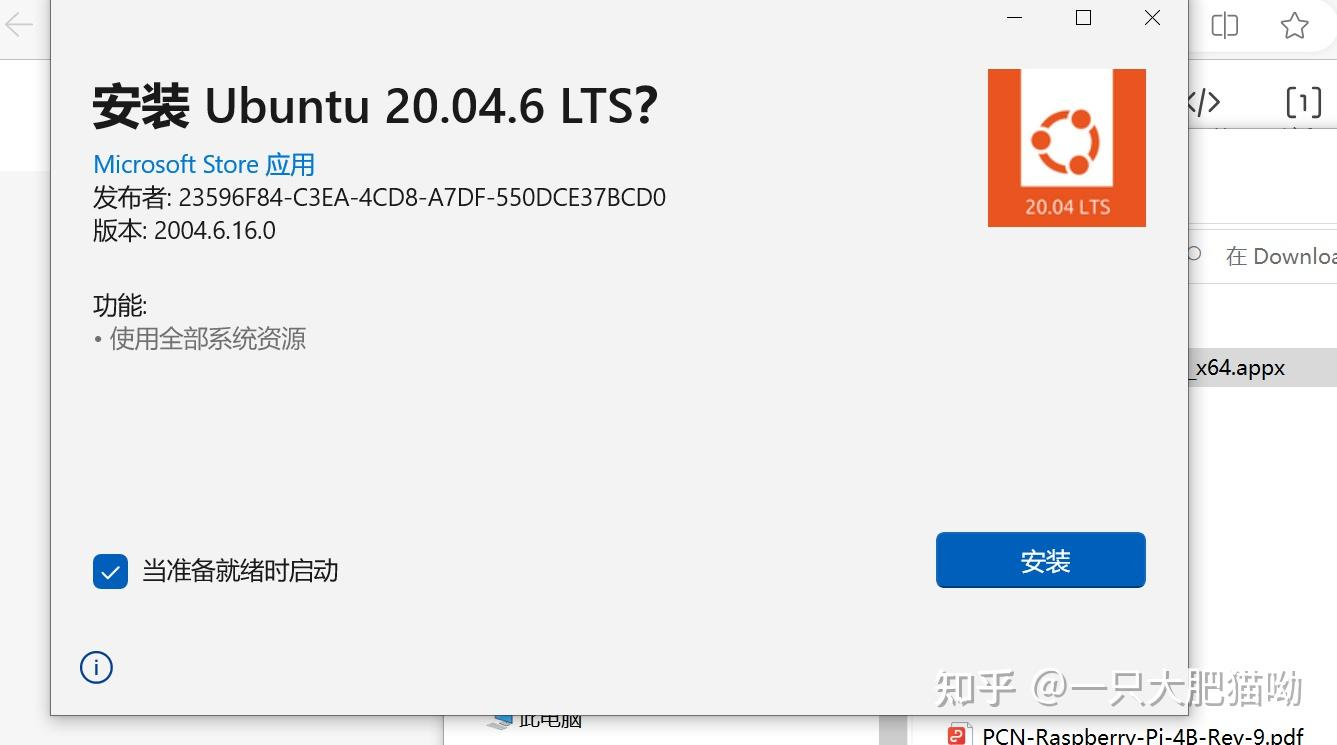 安装 Ubuntu 20.04.6 LTS?
Microsoft Store 应用
发布者: 23596F84-C3EA-4CD8-A7DF-550DCE37BCD0
版本: 2004.6.16.0
20.04 LTS
功能:
• 使用全部系统资源
当准备就绪时启动
安装
在 Downloa
_x64.appx
此电脑
PCN-Raspberry-Pi-4B-Rev-9.pdf
知乎 @一只大肥猫呦